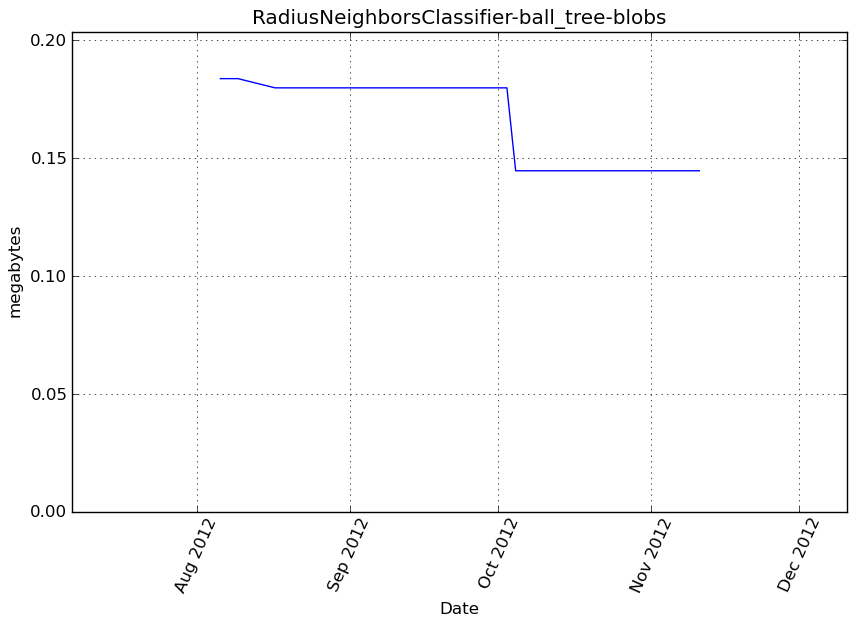 RadiusNeighborsClassifier-ball_tree-blobs
0.20
0.15
0.10
0.05
0.00
megabytes
Aug 2012
Sep 2012
Oct 2012
Nov 2012
Dec 2012
Date